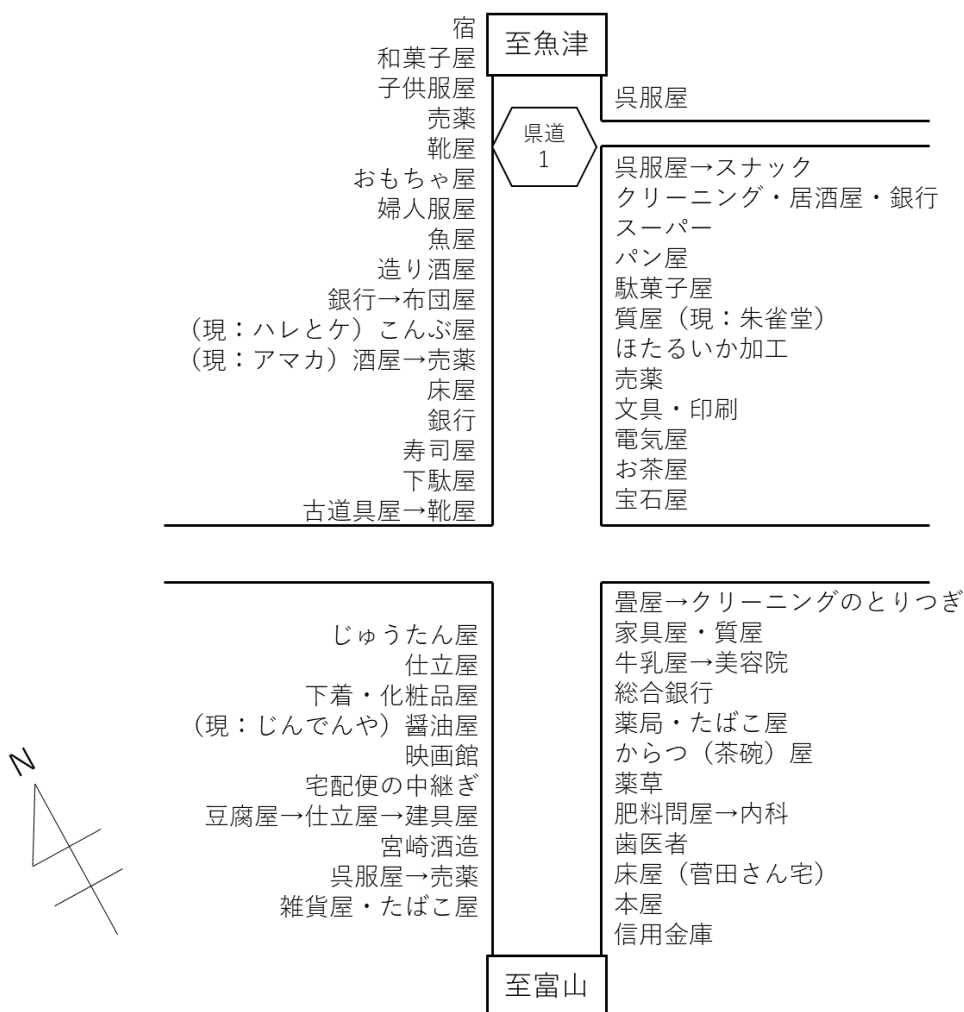 至魚津
県道
1
宿
和菓子屋
子供服屋
売薬
靴屋
おもちゃ屋
婦人服屋
魚屋
造り酒屋
銀行→布団屋
（現：ハレとケ）こんぶ屋
（現：アマカ）酒屋→売薬
床屋
銀行
寿司屋
下駄屋
古道具屋→靴屋
呉服屋
呉服屋→スナック
クリーニング・居酒屋・銀行
スーパー
パン屋
駄菓子屋
質屋（現：朱雀堂）
ほたるいか加工
売薬
文具・印刷
電気屋
お茶屋
宝石屋
じゅうたん屋
仕立屋
下着・化粧品屋
（現：じんでんや）醤油屋
映画館
宅配便の中継ぎ
豆腐屋→仕立屋→建具屋
宮崎酒造
呉服屋→売薬
雑貨屋・たばこ屋
畳屋→クリーニングのとりつぎ
家具屋・質屋
牛乳屋→美容院
総合銀行
薬局・たばこ屋
からつ（茶碗）屋
薬草
肥料問屋→内科
歯医者
床屋（菅田さん宅）
本屋
信用金庫
N
至富山